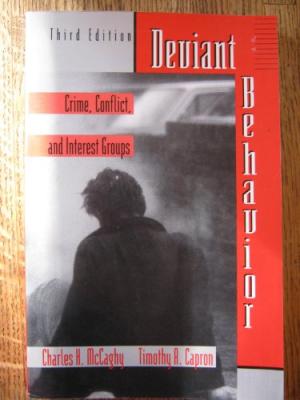 Third Edition
Deviant
Behavior
Crime, Conflict,
and Interest Groups
Charles H. McCaghy Timothy A. Capron